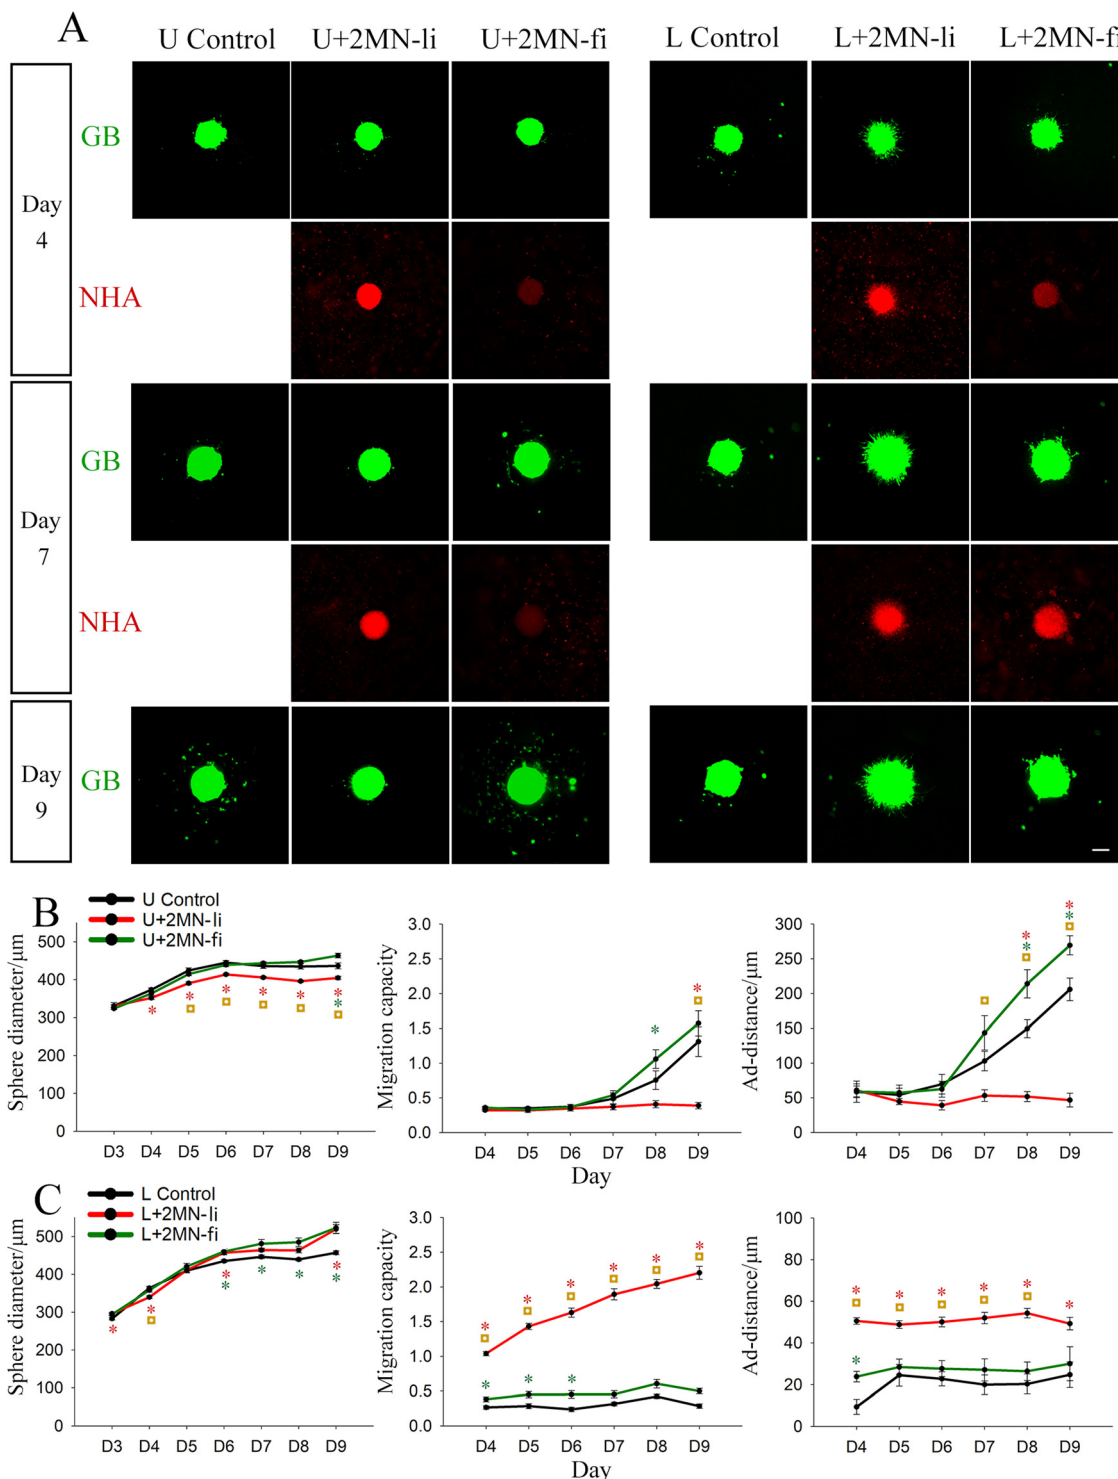 A
U Control U+2MN-li U+2MN-fi L Control L+2MN-li L+2MN-fi
Day
4
GB
NHA
Day
7
GB
NHA
Day
9
GB
B
U Control
U+2MN-li
U+2MN-fi
Sphere diameter/μm
500
400
300
200
100
0
D3 D4 D5 D6 D7 D8 D9
Migration capacity
3.0
2.5
2.0
1.5
1.0
0.5
0.0
D4 D5 D6 D7 D8 D9
Ad-distance/μm
300
250
200
150
100
50
0
D4 D5 D6 D7 D8 D9
Day
C
L Control
L+2MN-li
L+2MN-fi
Sphere diameter/μm
500
400
300
200
100
0
D3 D4 D5 D6 D7 D8 D9
Migration capacity
3.0
2.5
2.0
1.5
1.0
0.5
0.0
D4 D5 D6 D7 D8 D9
Ad-distance/μm
100
80
60
40
20
0
D4 D5 D6 D7 D8 D9
Day